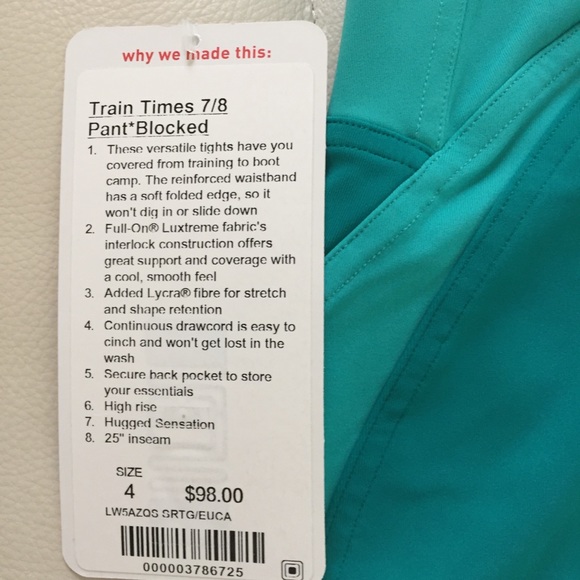 why we made this:
Train Times 7/8
Pant*Blocked
1. These versatile tights have you
covered from training to boot
camp. The reinforced waistband
has a soft folded edge, so it
won't dig in or slide down
2. Full-On® Luxtreme fabric's
interlock construction offers
great support and coverage with
a cool, smooth feel
3. Added Lycra® fibre for stretch
and shape retention
4. Continuous drawcord is easy to
cinch and won't get lost in the
wash
5. Secure back pocket to store
your essentials
6. High rise
7. Hugged Sensation
8. 25" inseam
SIZE
4 $98.00
LW5AZQS SRTG/EUCA
000003786725